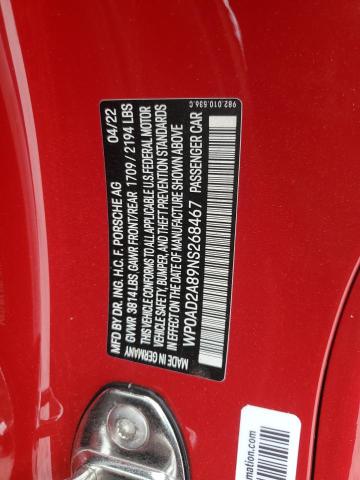 982.010.536.C
MFD BY DR. ING. H.C. F. PORSCHE AG 04/22
GVWR 3814 LBS GAWR FRONT/REAR 1709 / 2194 LBS
THIS VEHICLE CONFORMS TO ALL APPLICABLE U.S.FEDERAL MOTOR
VEHICLE SAFETY, BUMPER, AND THEFT PREVENTION STANDARDS
IN EFFECT ON THE DATE OF MANUFACTURE SHOWN ABOVE
WP0AD2A89NS268467 PASSENGER CAR
MADE IN GERMANY
mation.com